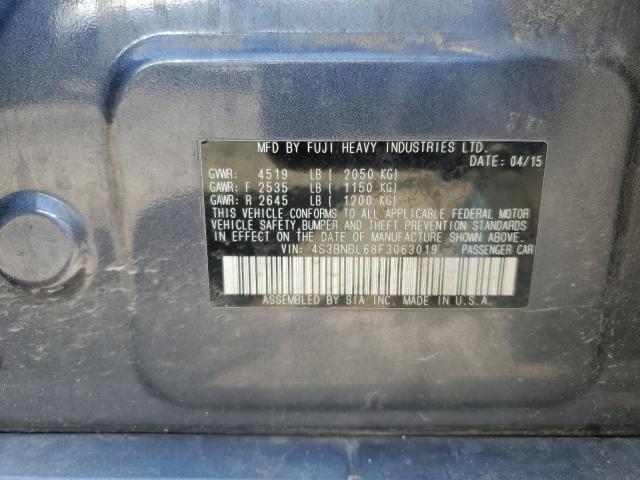 MFD BY FUJI HEAVY INDUSTRIES LTD.
DATE: 04/15
GVWR: 4519 LB ( 2050 KG)
GAWR: F 2535 LB ( 1150 KG)
GAWR: R 2645 LB ( 1200 KG)
THIS VEHICLE CONFORMS TO ALL APPLICABLE FEDERAL MOTOR
VEHICLE SAFETY,BUMPER AND THEFT PREVENTION STANDARDS
IN EFFECT ON THE DATE OF MANUFACTURE SHOWN ABOVE.
VIN: 4S3BNBL68F3063019 PASSENGER CAR
ASSEMBLED BY SIA INC. MADE IN U.S.A.